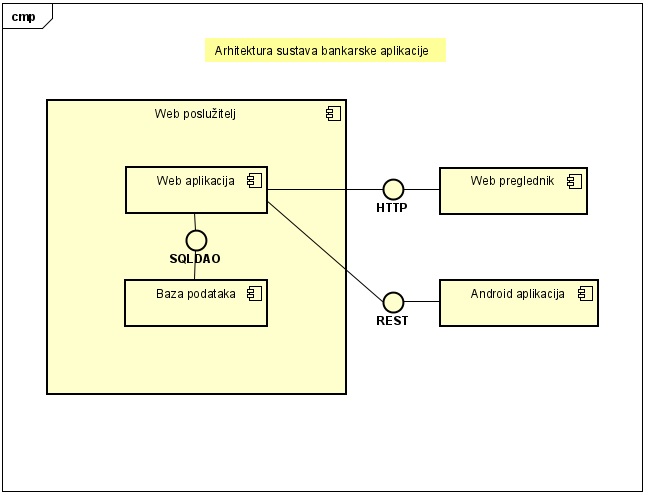 cmp
Arhitektura sustava bankarske aplikacije
Web poslužitelj
Web aplikacija
HTTP
Web preglednik
SQLDAO
Baza podataka
REST
Android aplikacija